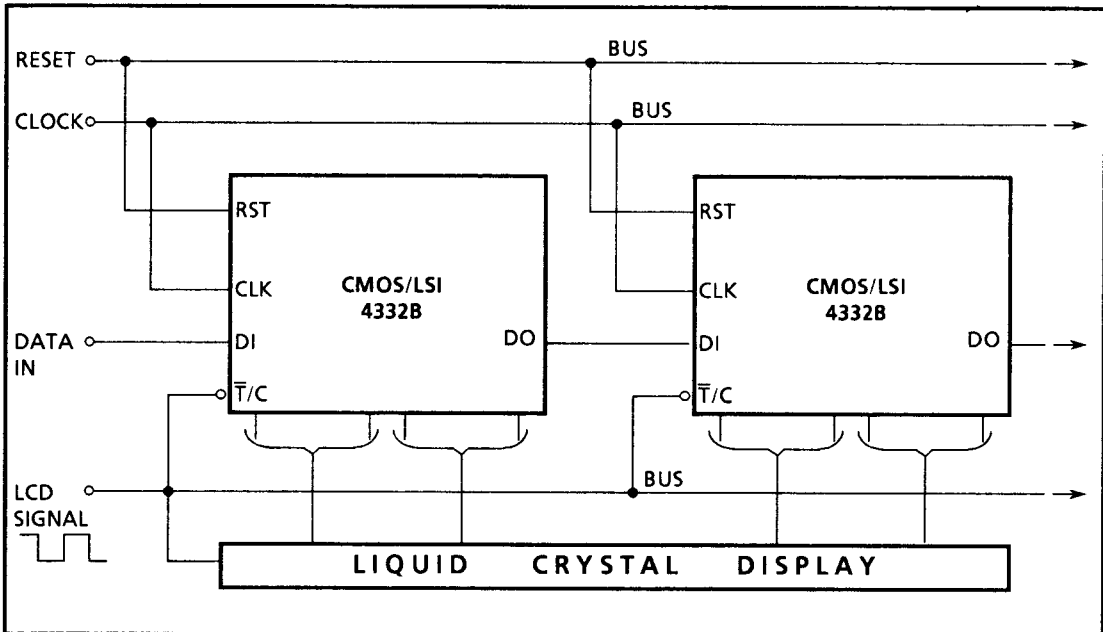 RESET
BUS
CLOCK
BUS
RST
CLK
DI
T̅/C
CMOS/LSI
4332B
DO
RST
CLK
DI
T̅/C
CMOS/LSI
4332B
DO
DATA
IN
LCD
SIGNAL
BUS
LIQUID CRYSTAL DISPLAY